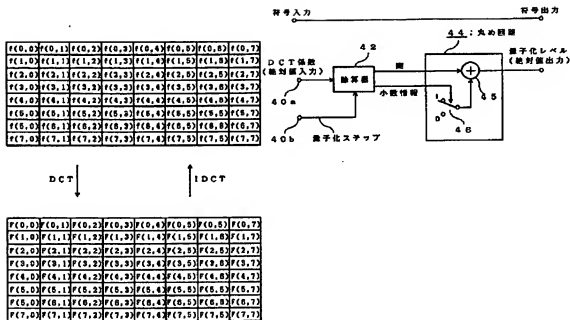 f(0,0) f(0,1) f(0,2) f(0,3) f(0,4) f(0,5) f(0,6) f(0,7)
f(1,0) f(1,1) f(1,2) f(1,3) f(1,4) f(1,5) f(1,6) f(1,7)
f(2,0) f(2,1) f(2,2) f(2,3) f(2,4) f(2,5) f(2,6) f(2,7)
f(3,0) f(3,1) f(3,2) f(3,3) f(3,4) f(3,5) f(3,6) f(3,7)
f(4,0) f(4,1) f(4,2) f(4,3) f(4,4) f(4,5) f(4,6) f(4,7)
f(5,0) f(5,1) f(5,2) f(5,3) f(5,4) f(5,5) f(5,6) f(5,7)
f(6,0) f(6,1) f(6,2) f(6,3) f(6,4) f(6,5) f(6,6) f(6,7)
f(7,0) f(7,1) f(7,2) f(7,3) f(7,4) f(7,5) f(7,6) f(7,7)
DCT
IDCT
F(0,0) F(0,1) F(0,2) F(0,3) F(0,4) F(0,5) F(0,6) F(0,7)
F(1,0) F(1,1) F(1,2) F(1,3) F(1,4) F(1,5) F(1,6) F(1,7)
F(2,0) F(2,1) F(2,2) F(2,3) F(2,4) F(2,5) F(2,6) F(2,7)
F(3,0) F(3,1) F(3,2) F(3,3) F(3,4) F(3,5) F(3,6) F(3,7)
F(4,0) F(4,1) F(4,2) F(4,3) F(4,4) F(4,5) F(4,6) F(4,7)
F(5,0) F(5,1) F(5,2) F(5,3) F(5,4) F(5,5) F(5,6) F(5,7)
F(6,0) F(6,1) F(6,2) F(6,3) F(6,4) F(6,5) F(6,6) F(6,7)
F(7,0) F(7,1) F(7,2) F(7,3) F(7,4) F(7,5) F(7,6) F(7,7)
符号入力
符号出力
44:丸め回路
DCT係数
(絶対値入力)
42
除算器
商
小数情報
量子化レベル
(絶対値出力)
45
1
0
46
40a
40b
量子化ステップ